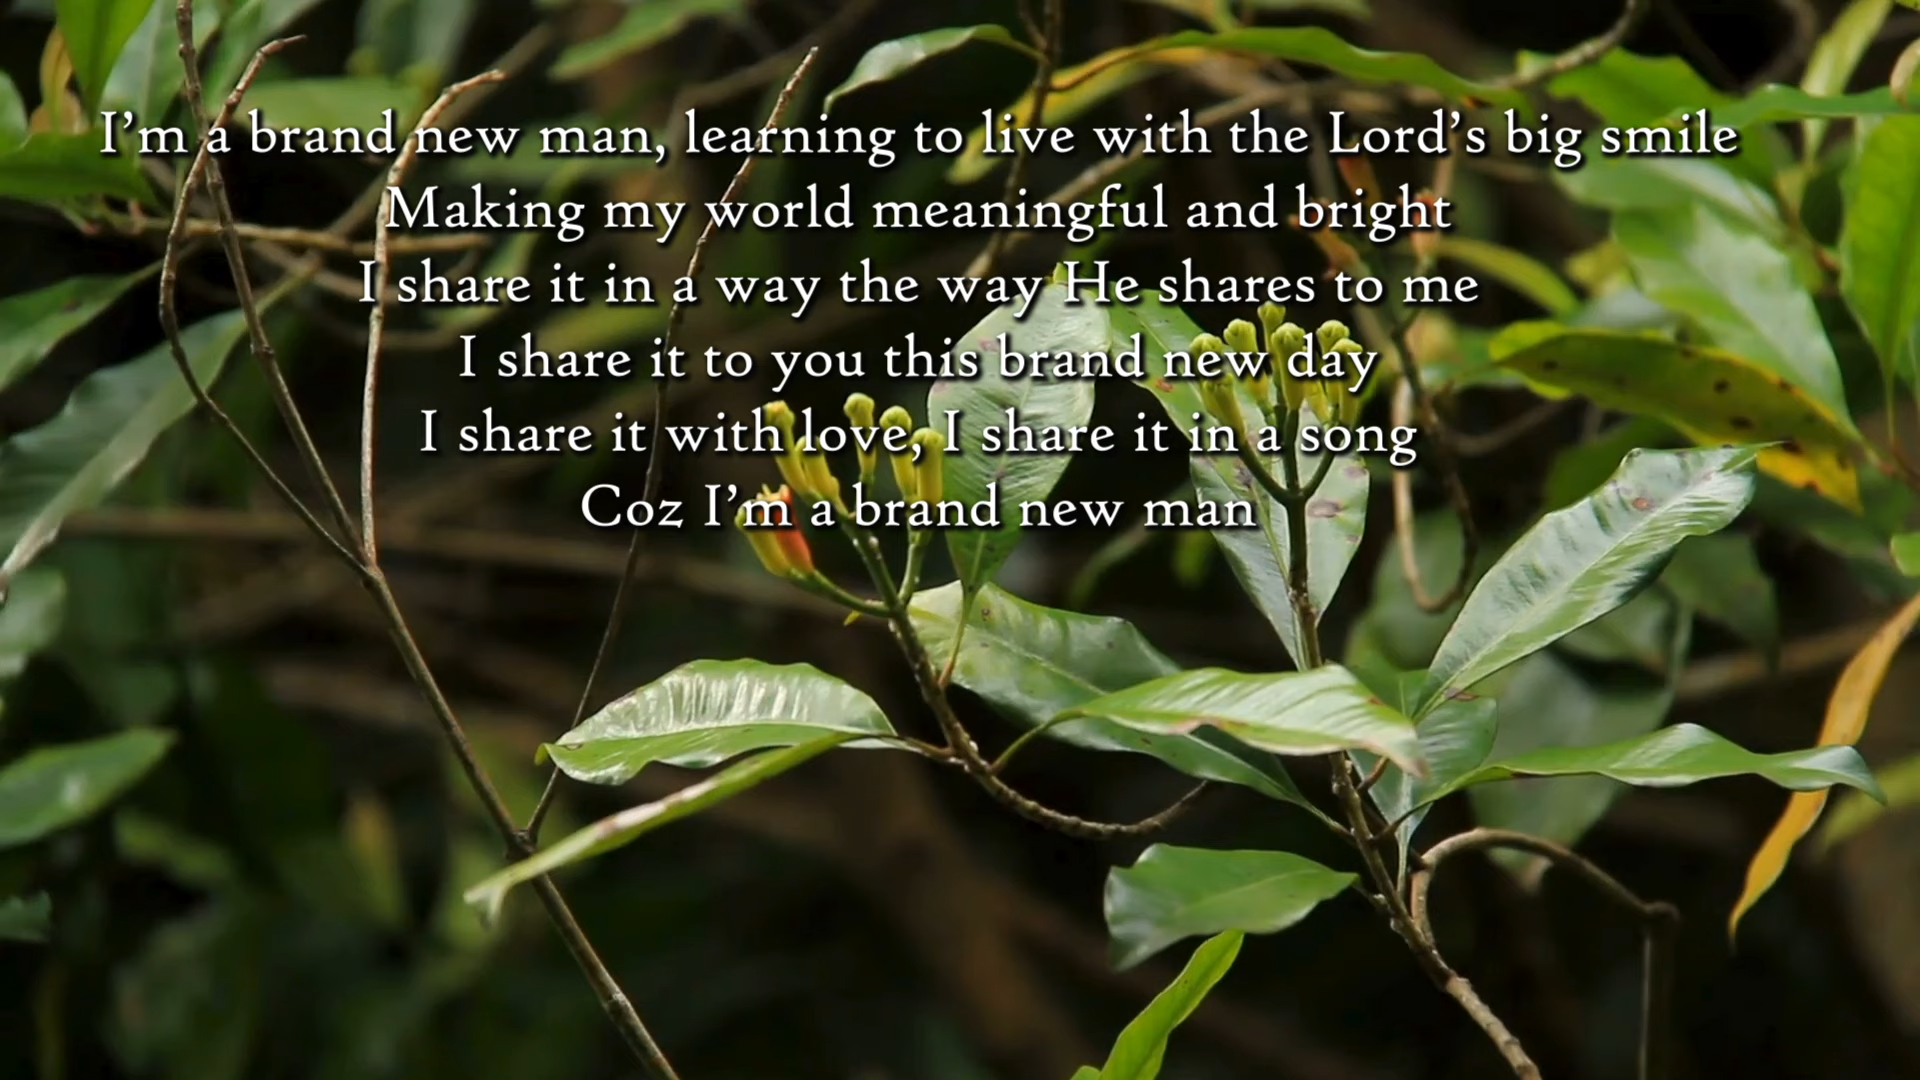 I’m a brand new man, learning to live with the Lord’s big smile
Making my world meaningful and bright
I share it in a way the way He shares to me
I share it to you this brand new day
I share it with love, I share it in a song
Coz I’m a brand new man